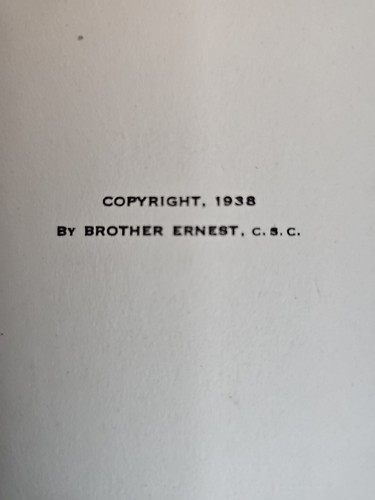 COPYRIGHT, 1938
BY BROTHER ERNEST, C.S.C.